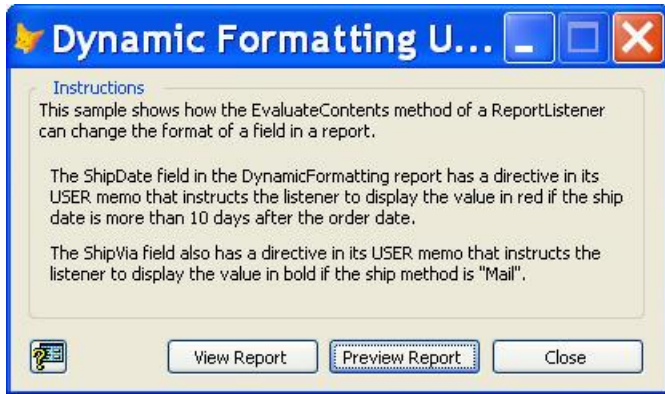 Dynamic Formatting U...
Instructions
This sample shows how the EvaluateContents method of a ReportListener
can change the format of a field in a report.
The ShipDate field in the DynamicFormatting report has a directive in its
USER memo that instructs the listener to display the value in red if the ship
date is more than 10 days after the order date.
The ShipVia field also has a directive in its USER memo that instructs the
listener to display the value in bold if the ship method is "Mail".
View Report
Preview Report
Close